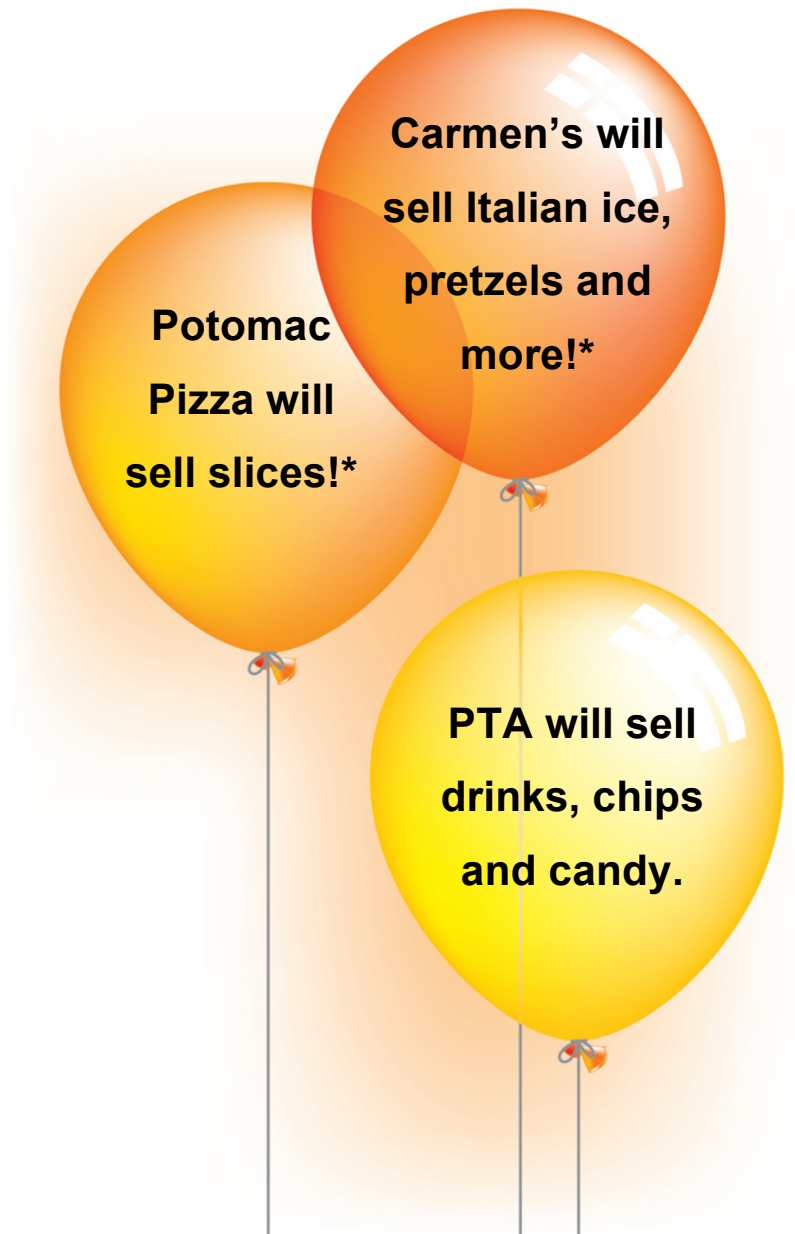 Carmen’s will
sell Italian ice,
pretzels and
more!*
Potomac
Pizza will
sell slices!*
PTA will sell
drinks, chips
and candy.